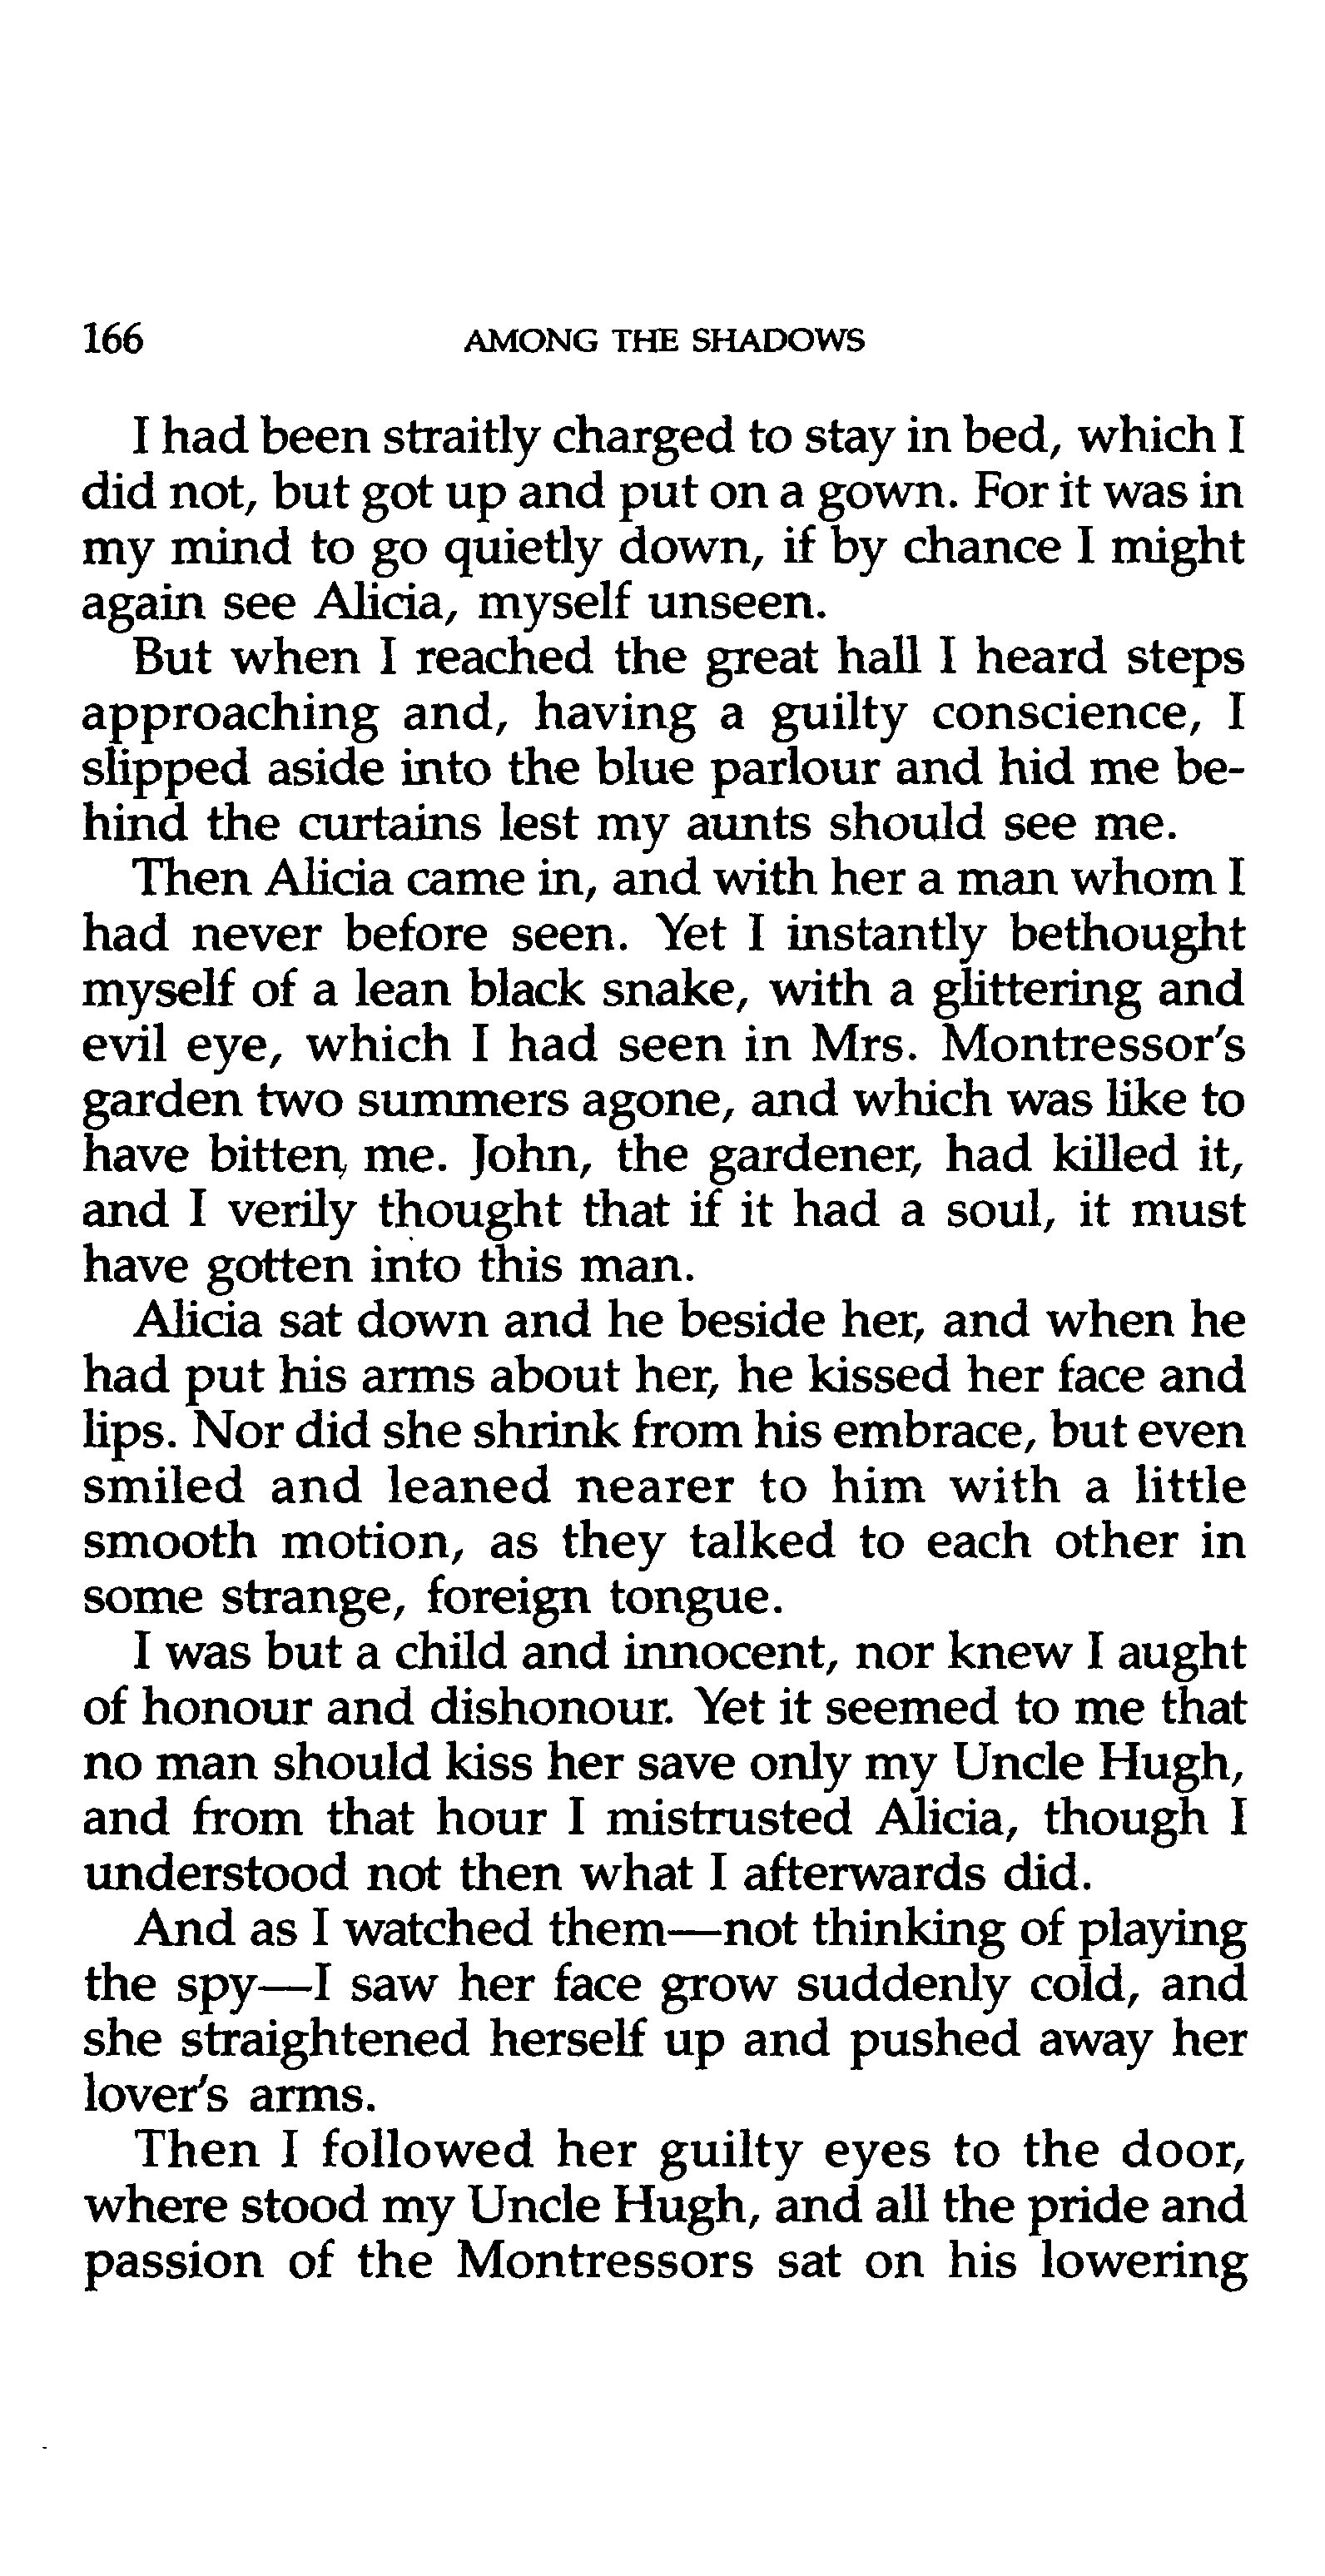 166 AMONG THE SHADOWS
I had been straitly charged to stay in bed, which I
did not, but got up and put on a gown. For it was in
my mind to go quietly down, if by chance I might
again see Alicia, myself unseen.
But when I reached the great hall I heard steps
approaching and, having a guilty conscience, I
slipped aside into the blue parlour and hid me be-
hind the curtains lest my aunts should see me.
Then Alicia came in, and with her a man whom I
had never before seen. Yet I instantly bethought
myself of a lean black snake, with a glittering and
evil eye, which I had seen in Mrs. Montressor's
garden two summers agone, and which was like to
have bitten, me. John, the gardener, had killed it,
and I verily thought that if it had a soul, it must
have gotten into this man.
Alicia sat down and he beside her, and when he
had put his arms about her, he kissed her face and
lips. Nor did she shrink from his embrace, but even
smiled and leaned nearer to him with a little
smooth motion, as they talked to each other in
some strange, foreign tongue.
I was but a child and innocent, nor knew I aught
of honour and dishonour. Yet it seemed to me that
no man should kiss her save only my Uncle Hugh,
and from that hour I mistrusted Alicia, though I
understood not then what I afterwards did.
And as I watched them—not thinking of playing
the spy—I saw her face grow suddenly cold, and
she straightened herself up and pushed away her
lover's arms.
Then I followed her guilty eyes to the door,
where stood my Uncle Hugh, and all the pride and
passion of the Montressors sat on his lowering